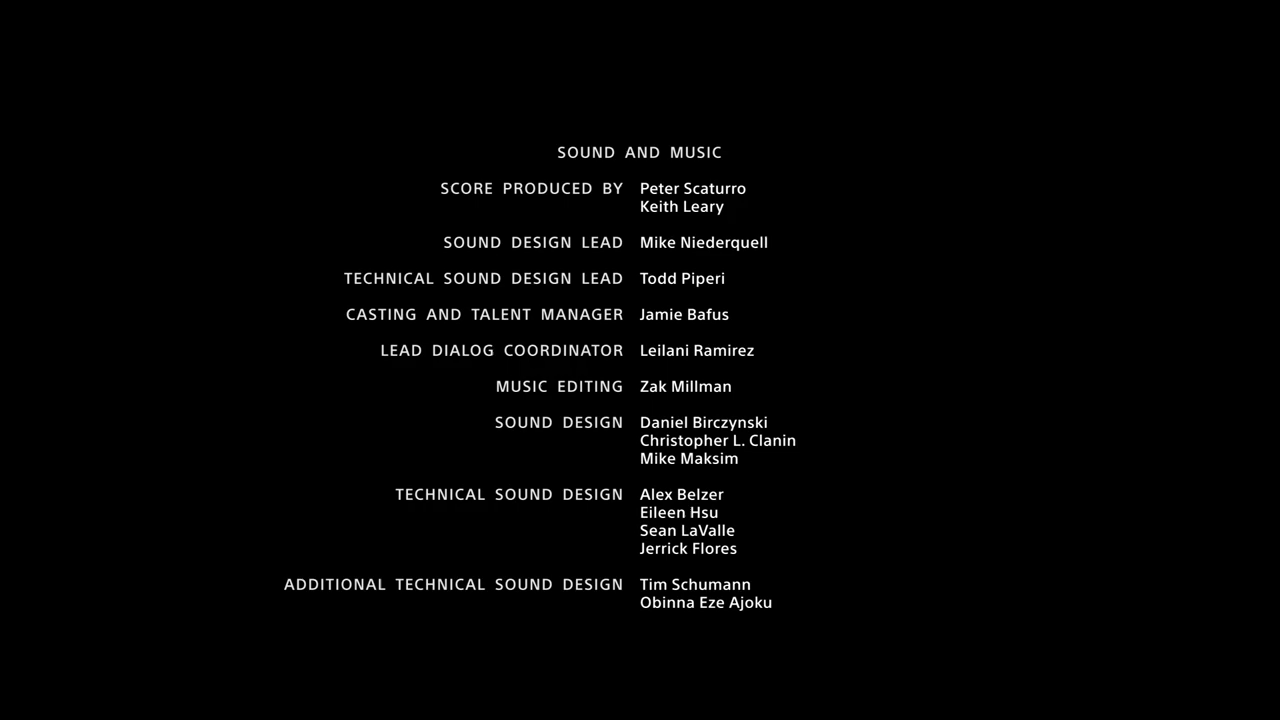 SOUND AND MUSIC
SCORE PRODUCED BY Peter Scaturro
Keith Leary
SOUND DESIGN LEAD Mike Niederquell
TECHNICAL SOUND DESIGN LEAD Todd Piperi
CASTING AND TALENT MANAGER Jamie Bafus
LEAD DIALOG COORDINATOR Leilani Ramirez
MUSIC EDITING Zak Millman
SOUND DESIGN Daniel Birczynski
Christopher L. Clanin
Mike Maksim
TECHNICAL SOUND DESIGN Alex Belzer
Eileen Hsu
Sean LaValle
Jerrick Flores
ADDITIONAL TECHNICAL SOUND DESIGN Tim Schumann
Obinna Eze Ajoku